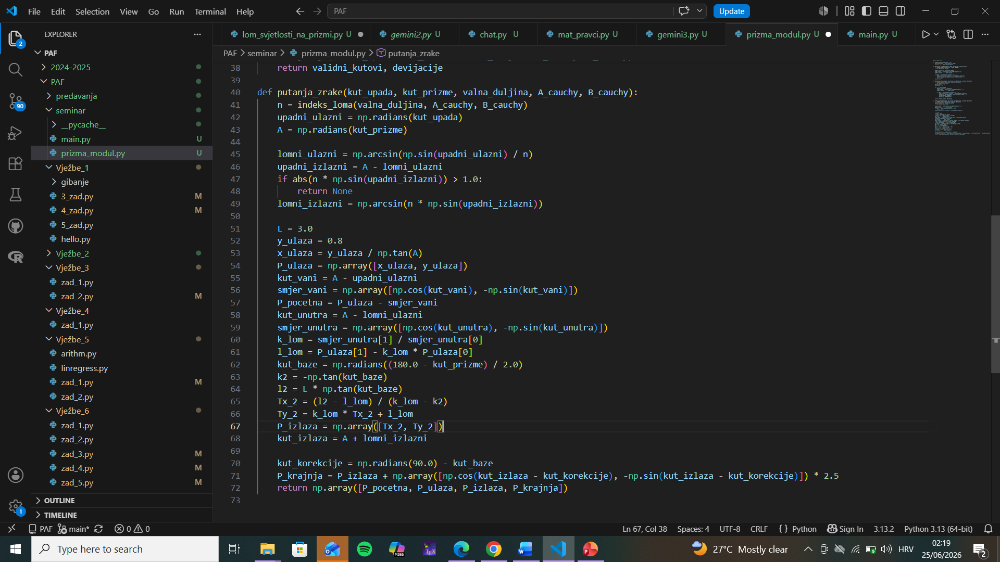 File Edit Selection View Go Run Terminal Help
PAF
Update
EXPLORER
PAF
2024-2025
PAF
predavanja
seminar
__pycache__
main.py U
prizma_modul.py U
Vježbe_1
gibanje
3_zad.py M
4_zad.py M
5_zad.py
hello.py
Vježbe_2
Vježbe_3
zad_1.py
zad_2.py M
Vježbe_4
zad_1.py
Vježbe_5
arithm.py
linregress.py
zad_1.py M
zad_2.py
Vježbe_6
zad_1.py
zad_2.py
zad_3.py M
zad_4.py M
zad_5.py M
OUTLINE
TIMELINE
2
90
1
lom_svjetlosti_na_prizmi.py U gemini2.py U chat.py U mat_pravci.py U gemini3.py U prizma_modul.py U main.py U
PAF > seminar > prizma_modul.py > putanja_zrake
38 return validni_kutovi, devijacije
39
40 def putanja_zrake(kut_upada, kut_prizme, valna_duljina, A_cauchy, B_cauchy):
41 n = indeks_loma(valna_duljina, A_cauchy, B_cauchy)
42 upadni_ulazni = np.radians(kut_upada)
43 A = np.radians(kut_prizme)
44
45 lomni_ulazni = np.arcsin(np.sin(upadni_ulazni) / n)
46 upadni_izlazni = A - lomni_ulazni
47 if abs(n * np.sin(upadni_izlazni)) > 1.0:
48 return None
49 lomni_izlazni = np.arcsin(n * np.sin(upadni_izlazni))
50
51 L = 3.0
52 y_ulaza = 0.8
53 x_ulaza = y_ulaza / np.tan(A)
54 P_ulaza = np.array([x_ulaza, y_ulaza])
55 kut_vani = A - upadni_ulazni
56 smjer_vani = np.array([np.cos(kut_vani), -np.sin(kut_vani)])
57 P_pocetna = P_ulaza - smjer_vani
58 kut_unutra = A - lomni_ulazni
59 smjer_unutra = np.array([np.cos(kut_unutra), -np.sin(kut_unutra)])
60 k_lom = smjer_unutra[1] / smjer_unutra[0]
61 l_lom = P_ulaza[1] - k_lom * P_ulaza[0]
62 kut_baze = np.radians((180.0 - kut_prizme) / 2.0)
63 k2 = -np.tan(kut_baze)
64 l2 = L * np.tan(kut_baze)
65 Tx_2 = (l2 - l_lom) / (k_lom - k2)
66 Ty_2 = k_lom * Tx_2 + l_lom
67 P_izlaza = np.array([Tx_2, Ty_2])
68 kut_izlaza = A + lomni_izlazni
69
70 kut_korekcije = np.radians(90.0) - kut_baze
71 P_krajnja = P_izlaza + np.array([np.cos(kut_izlaza - kut_korekcije), -np.sin(kut_izlaza - kut_korekcije)]) * 2.5
72 return np.array([P_pocetna, P_ulaza, P_izlaza, P_krajnja])
73
PAF main* 0 0 Ln 67, Col 38 Spaces: 4 UTF-8 CRLF { } Python Sign In 3.13.2 Python 3.13 (64-bit)
Type here to search
M365
27°C Mostly clear
HRV
02:19
25/06/2026
2